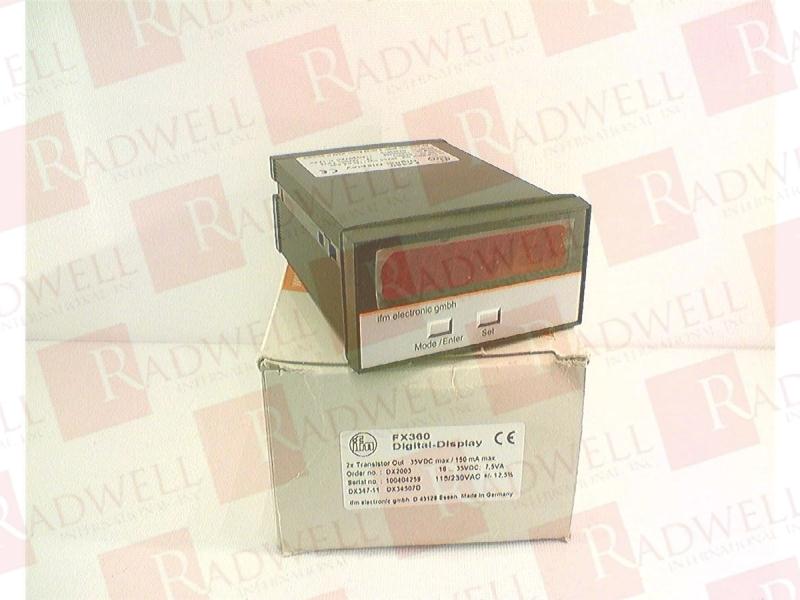 RADWELL
INTERNATIONAL, INC.
ifm electronic gmbh
Mode/Enter
Set
ifm
FX360
Digital-Display
CE
2x Transistor Out 35VDC max/150 mA max.
Order no.: DX2003 18 ... 35VDC; 7,5VA
Serial no.: 100404259 115/230VAC +/- 12,5%
DX347-11 DX34507D
ifm electronic gmbh. D 45128 Essen. Made in Germany